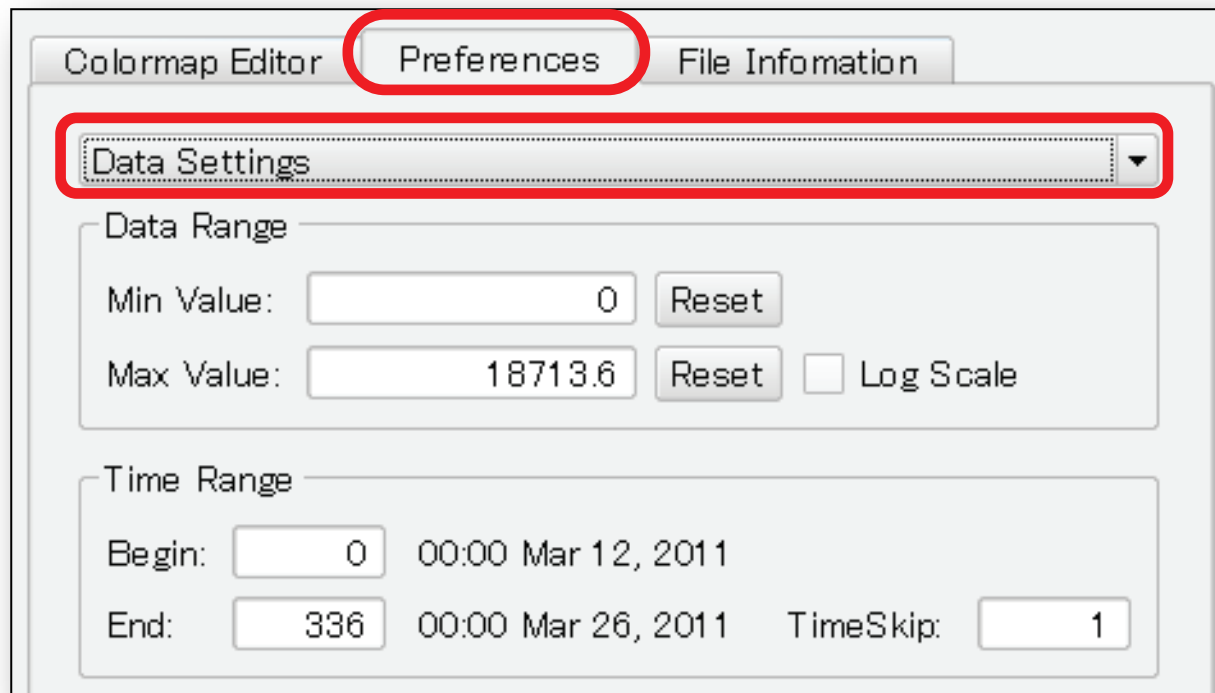 Colormap Editor Preferences File Infomation
Data Settings
Data Range
Min Value: 0 Reset
Max Value: 18713.6 Reset Log Scale
Time Range
Begin: 0 00:00 Mar 12, 2011
End: 336 00:00 Mar 26, 2011 TimeSkip: 1